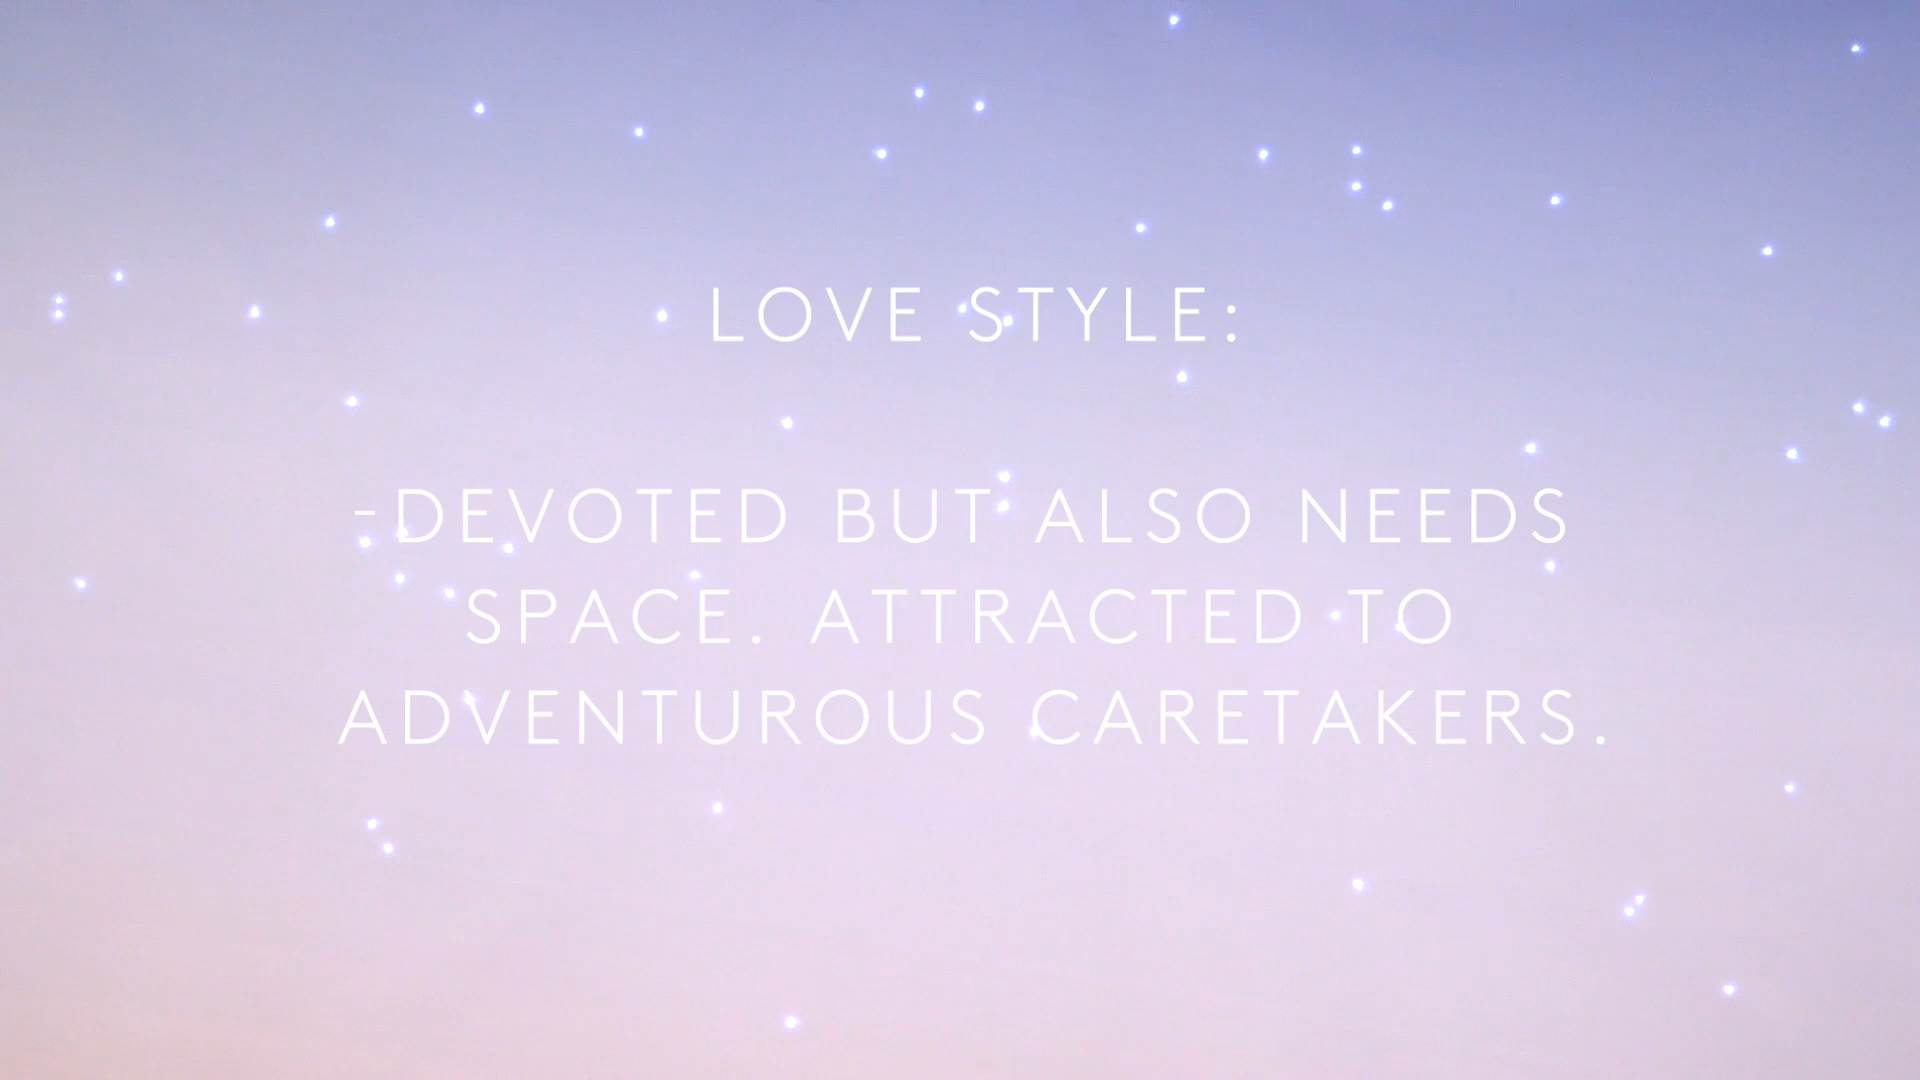 LOVE STYLE:
-DEVOTED BUT ALSO NEEDS
SPACE. ATTRACTED TO
ADVENTUROUS CARETAKERS.